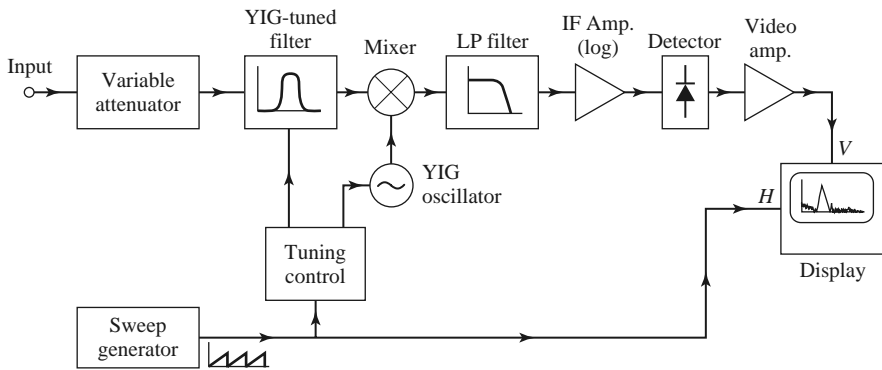 YIG-tuned
filter
Mixer
LP filter
IF Amp.
(log)
Detector
Video
amp.
Input
Variable
attenuator
YIG
oscillator
V
H
Tuning
control
Display
Sweep
generator